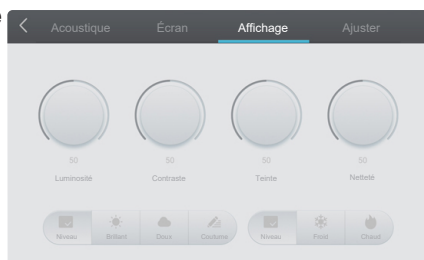 e
Acoustique Écran Affichage Ajuster
50 50 50 50
Luminosité Contraste Teinte Netteté
Niveau Brillant Doux Coutume Niveau Froid Chaud